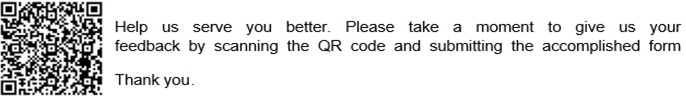 Help us serve you better. Please take a moment to give us your
feedback by scanning the QR code and submitting the accomplished form
Thank you.